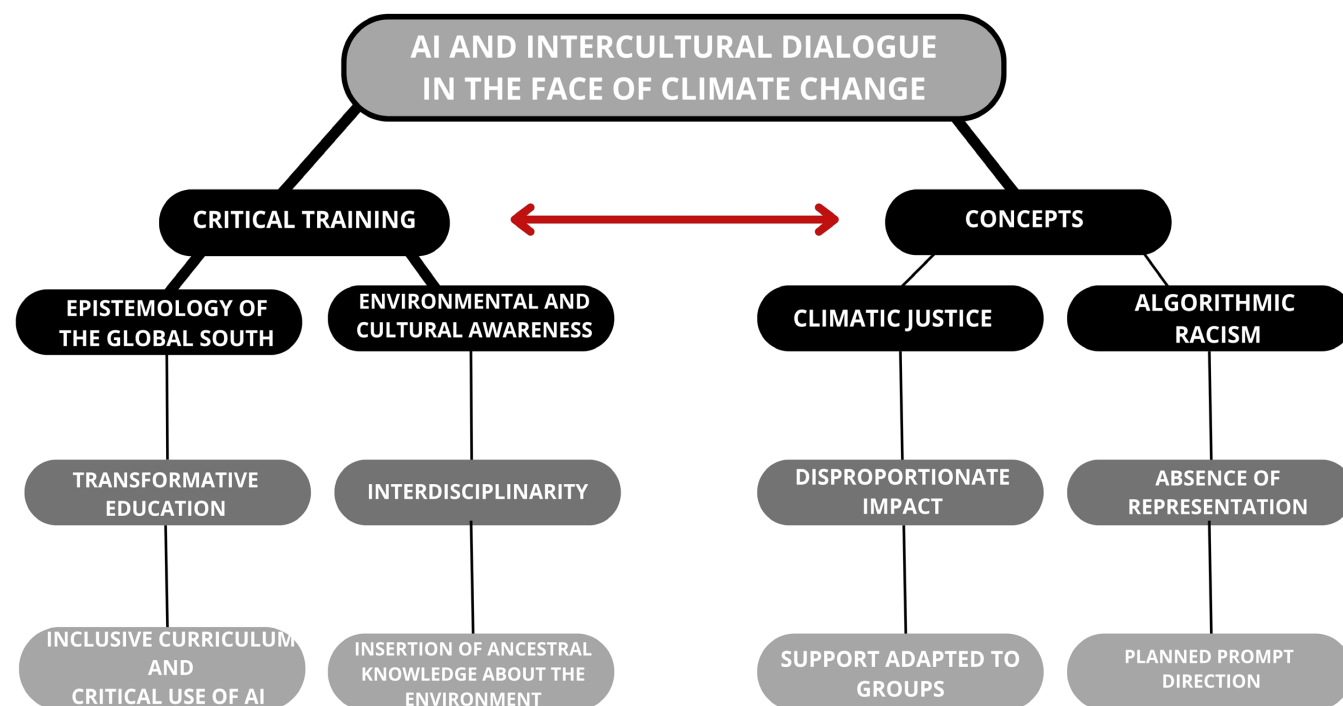 AI AND INTERCULTURAL DIALOGUE
IN THE FACE OF CLIMATE CHANGE
CRITICAL TRAINING
CONCEPTS
EPISTEMOLOGY OF
THE GLOBAL SOUTH
ENVIRONMENTAL AND
CULTURAL AWARENESS
CLIMATIC JUSTICE
ALGORITHMIC
RACISM
TRANSFORMATIVE
EDUCATION
INTERDISCIPLINARITY
DISPROPORTIONATE
IMPACT
ABSENCE OF
REPRESENTATION
INCLUSIVE CURRICULUM
AND
CRITICAL USE OF AI
INSERTION OF ANCESTRAL
KNOWLEDGE ABOUT THE
ENVIRONMENT
SUPPORT ADAPTED TO
GROUPS
PLANNED PROMPT
DIRECTION